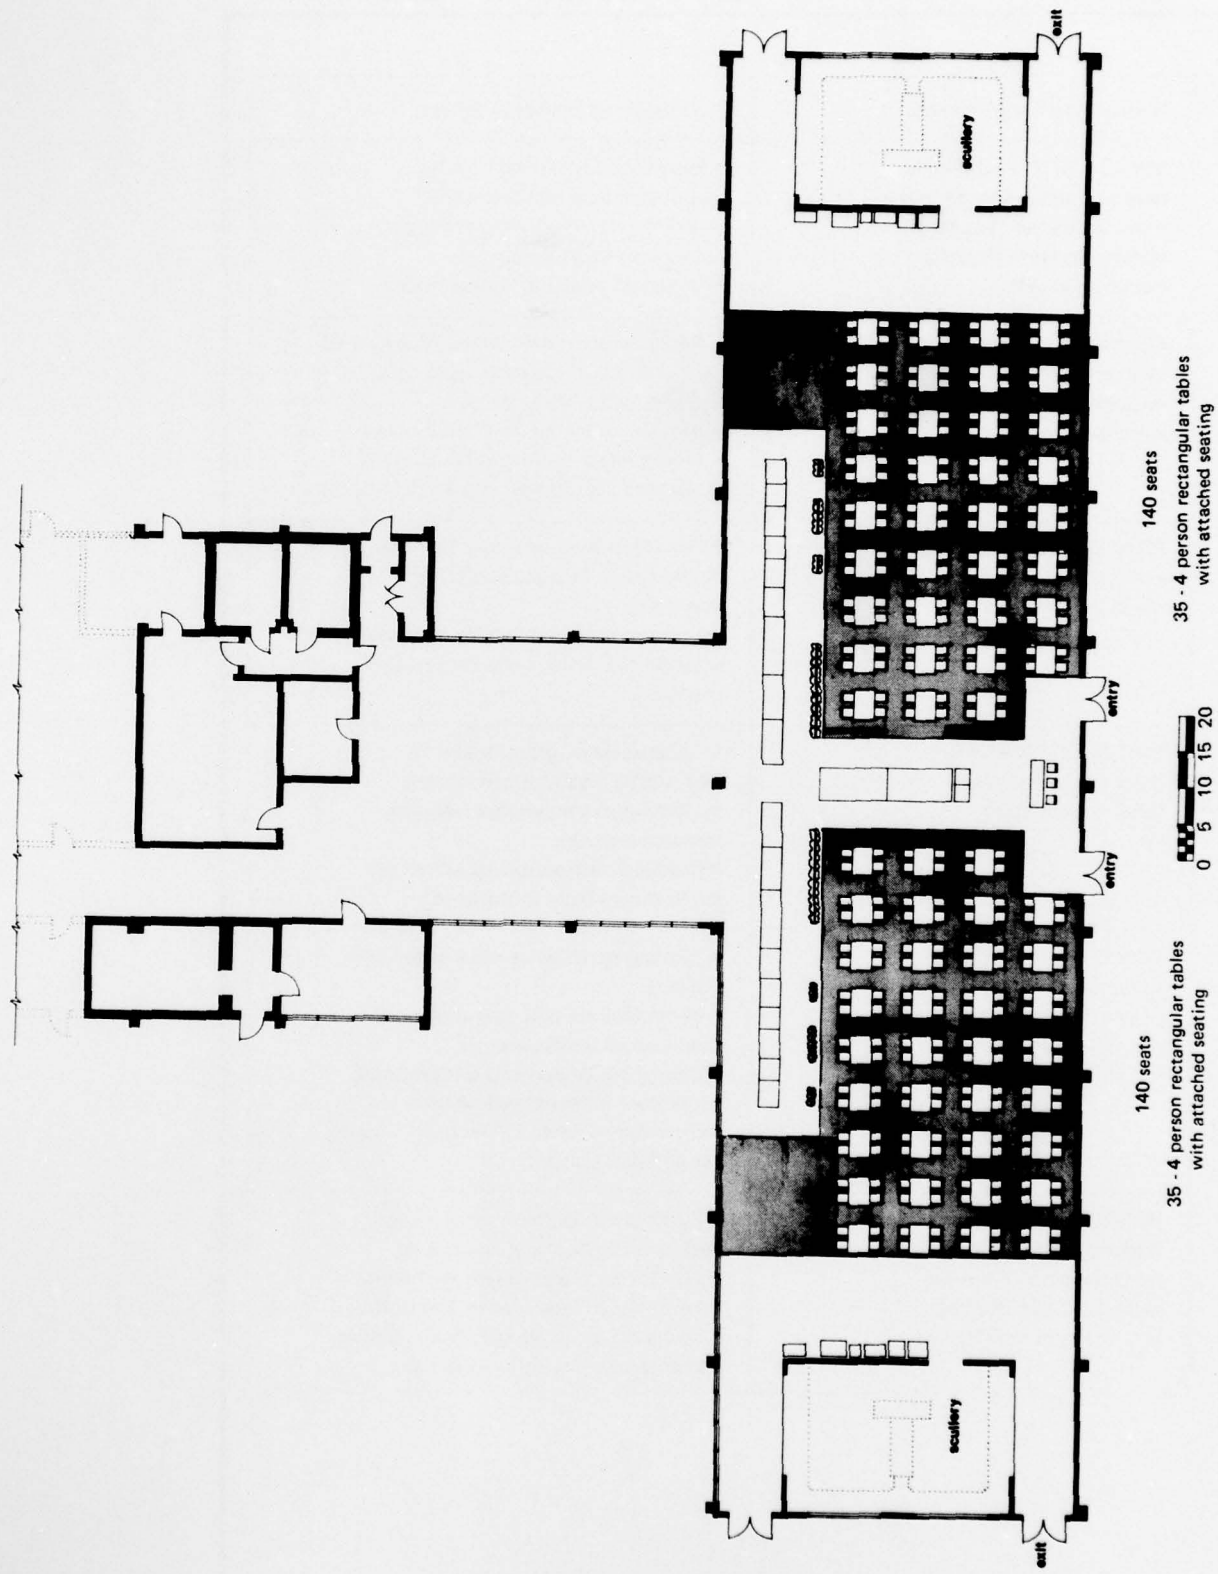 scullery
scullery
exit
exit
entry
entry
140 seats
35 - 4 person rectangular tables
with attached seating
0 5 10 15 20
140 seats
35 - 4 person rectangular tables
with attached seating